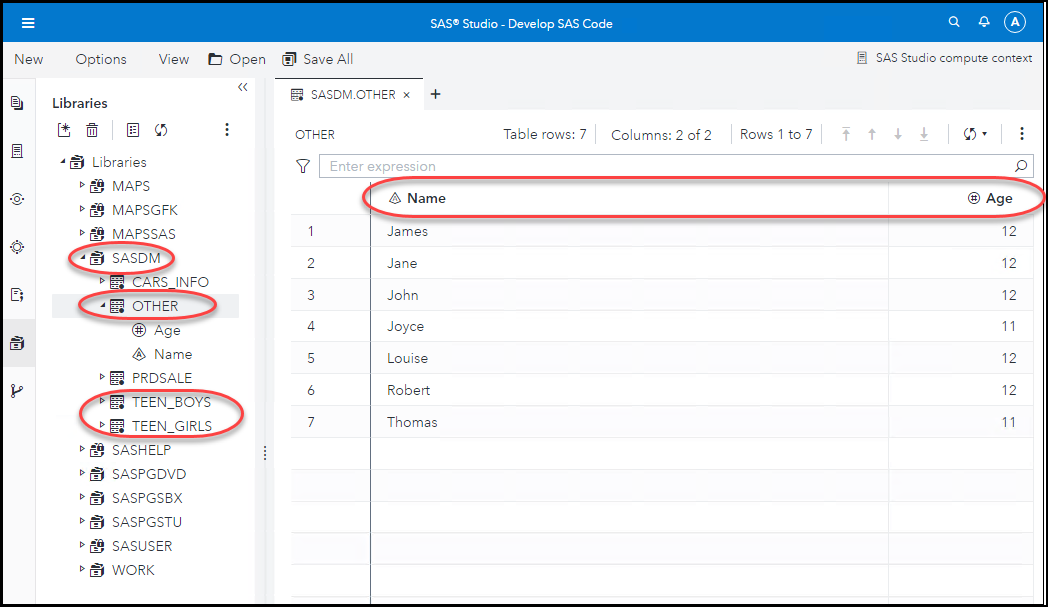 SAS® Studio - Develop SAS Code
A
New Options View Open Save All SAS Studio compute context
Libraries
Libraries
MAPS
MAPSGFK
MAPSSAS
SASDM
CARS_INFO
OTHER
Age
Name
PRDSALE
TEEN_BOYS
TEEN_GIRLS
SASHELP
SASPGDVD
SASPGSBX
SASPGSTU
SASUSER
WORK
SASDM.OTHER × +
OTHER Table rows: 7 Columns: 2 of 2 Rows 1 to 7
Enter expression
Name Age
1 James 12
2 Jane 12
3 John 12
4 Joyce 11
5 Louise 12
6 Robert 12
7 Thomas 11